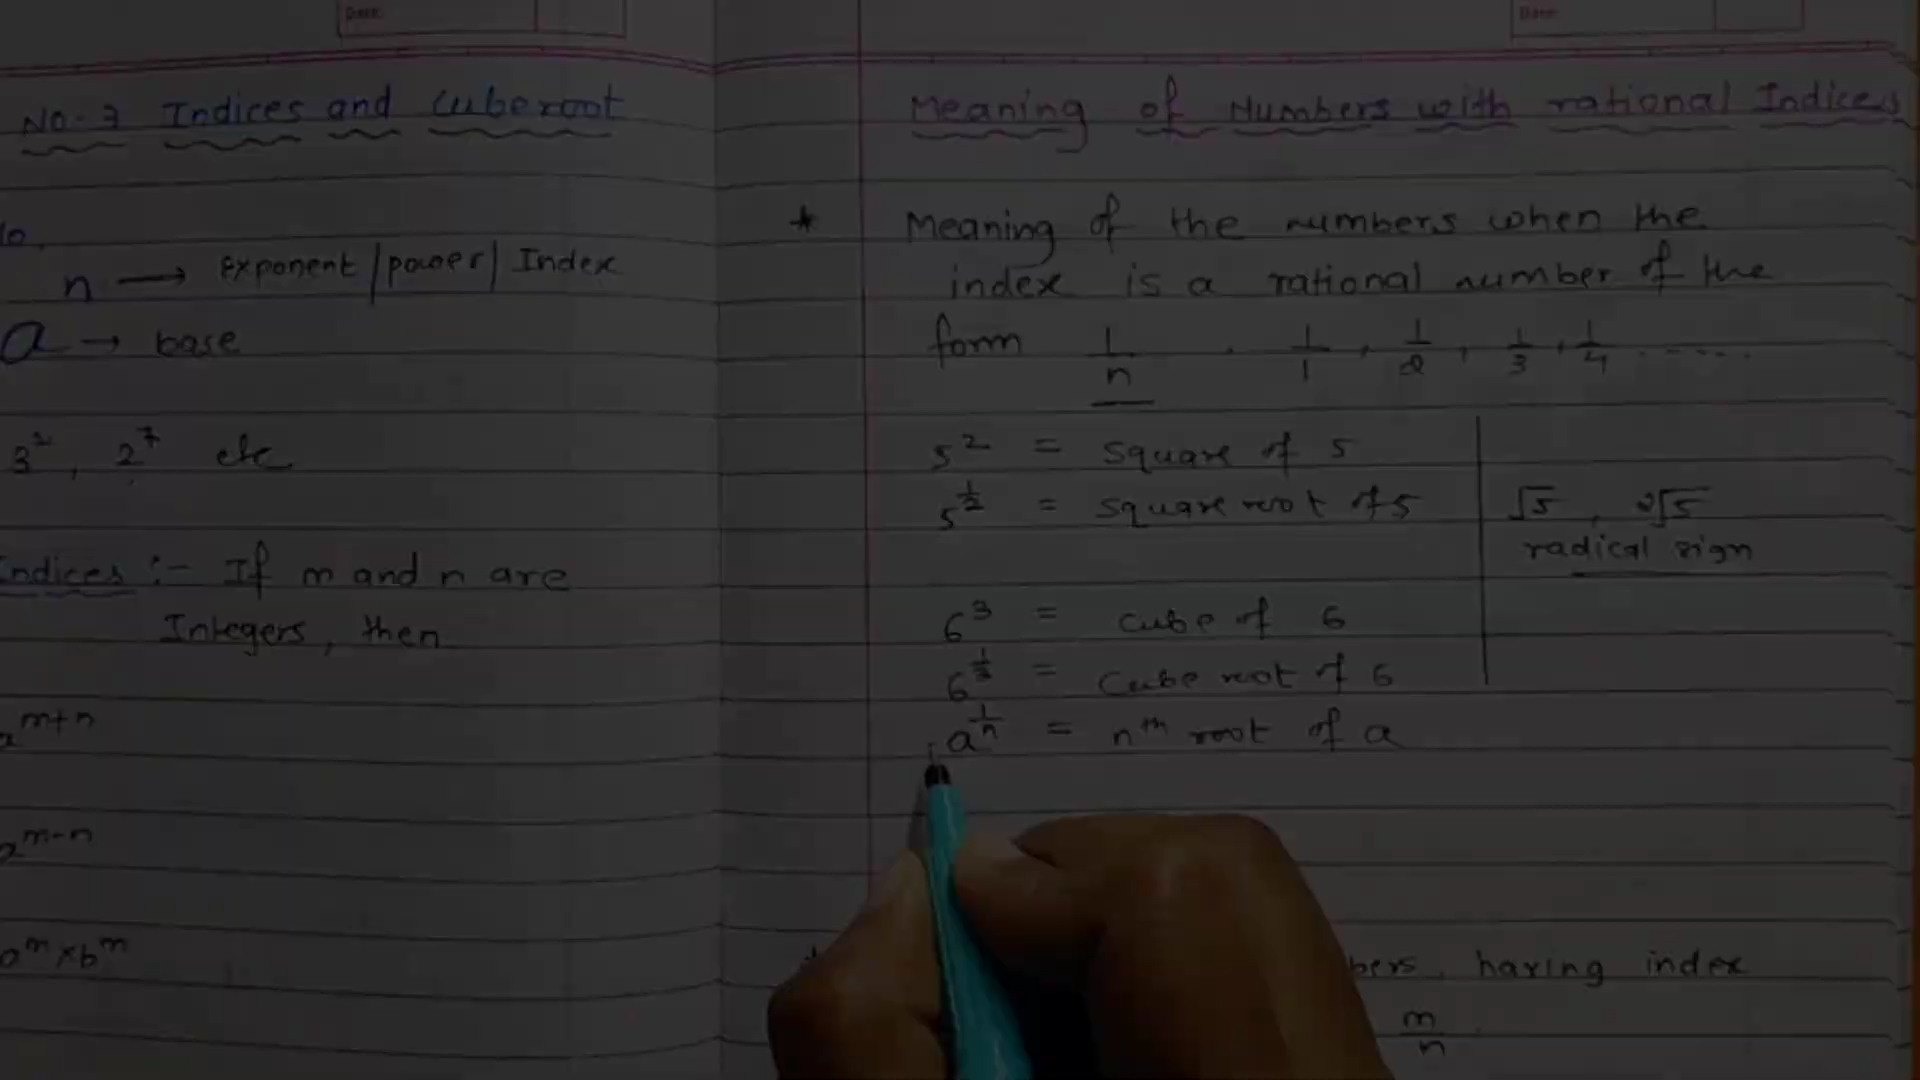 Date:
No-3 Indices and cuberoot
n → Exponent/power/Index
a → base
3², 2⁷ etc
Indices :- If m and n are
Integers, then
m+n
a^m-n
a^m × b^m
Date:
Meaning of Numbers with rational Indices
* Meaning of the numbers when the
index is a rational number of the
form 1/n . 1/1, 1/2, 1/3, 1/4 ......
5² = square of 5
5^1/2 = square root of 5 √5, ²√5
radical sign
6³ = cube of 6
6^1/3 = cube root of 6
a^1/n = nth root of a
bers, having index
m/n